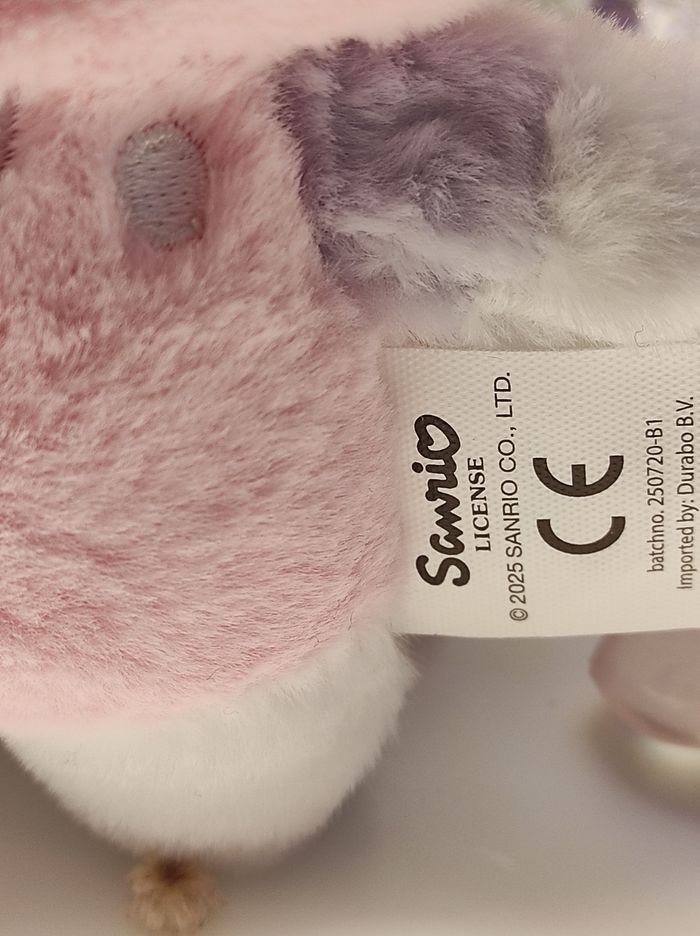 Sanrio
LICENSE
© 2025 SANRIO CO., LTD.
CE
batchno. 250720-B1
Imported by: Durabo B.V.